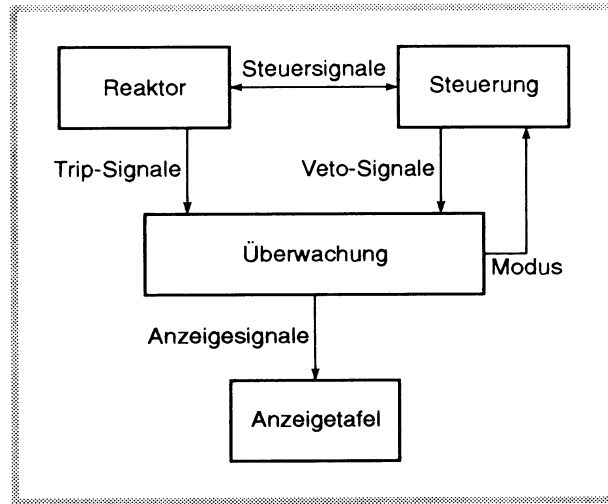 Steuersignale
Reaktor
Steuerung
Trip-Signale
Veto-Signale
Überwachung
Modus
Anzeigesignale
Anzeigetafel